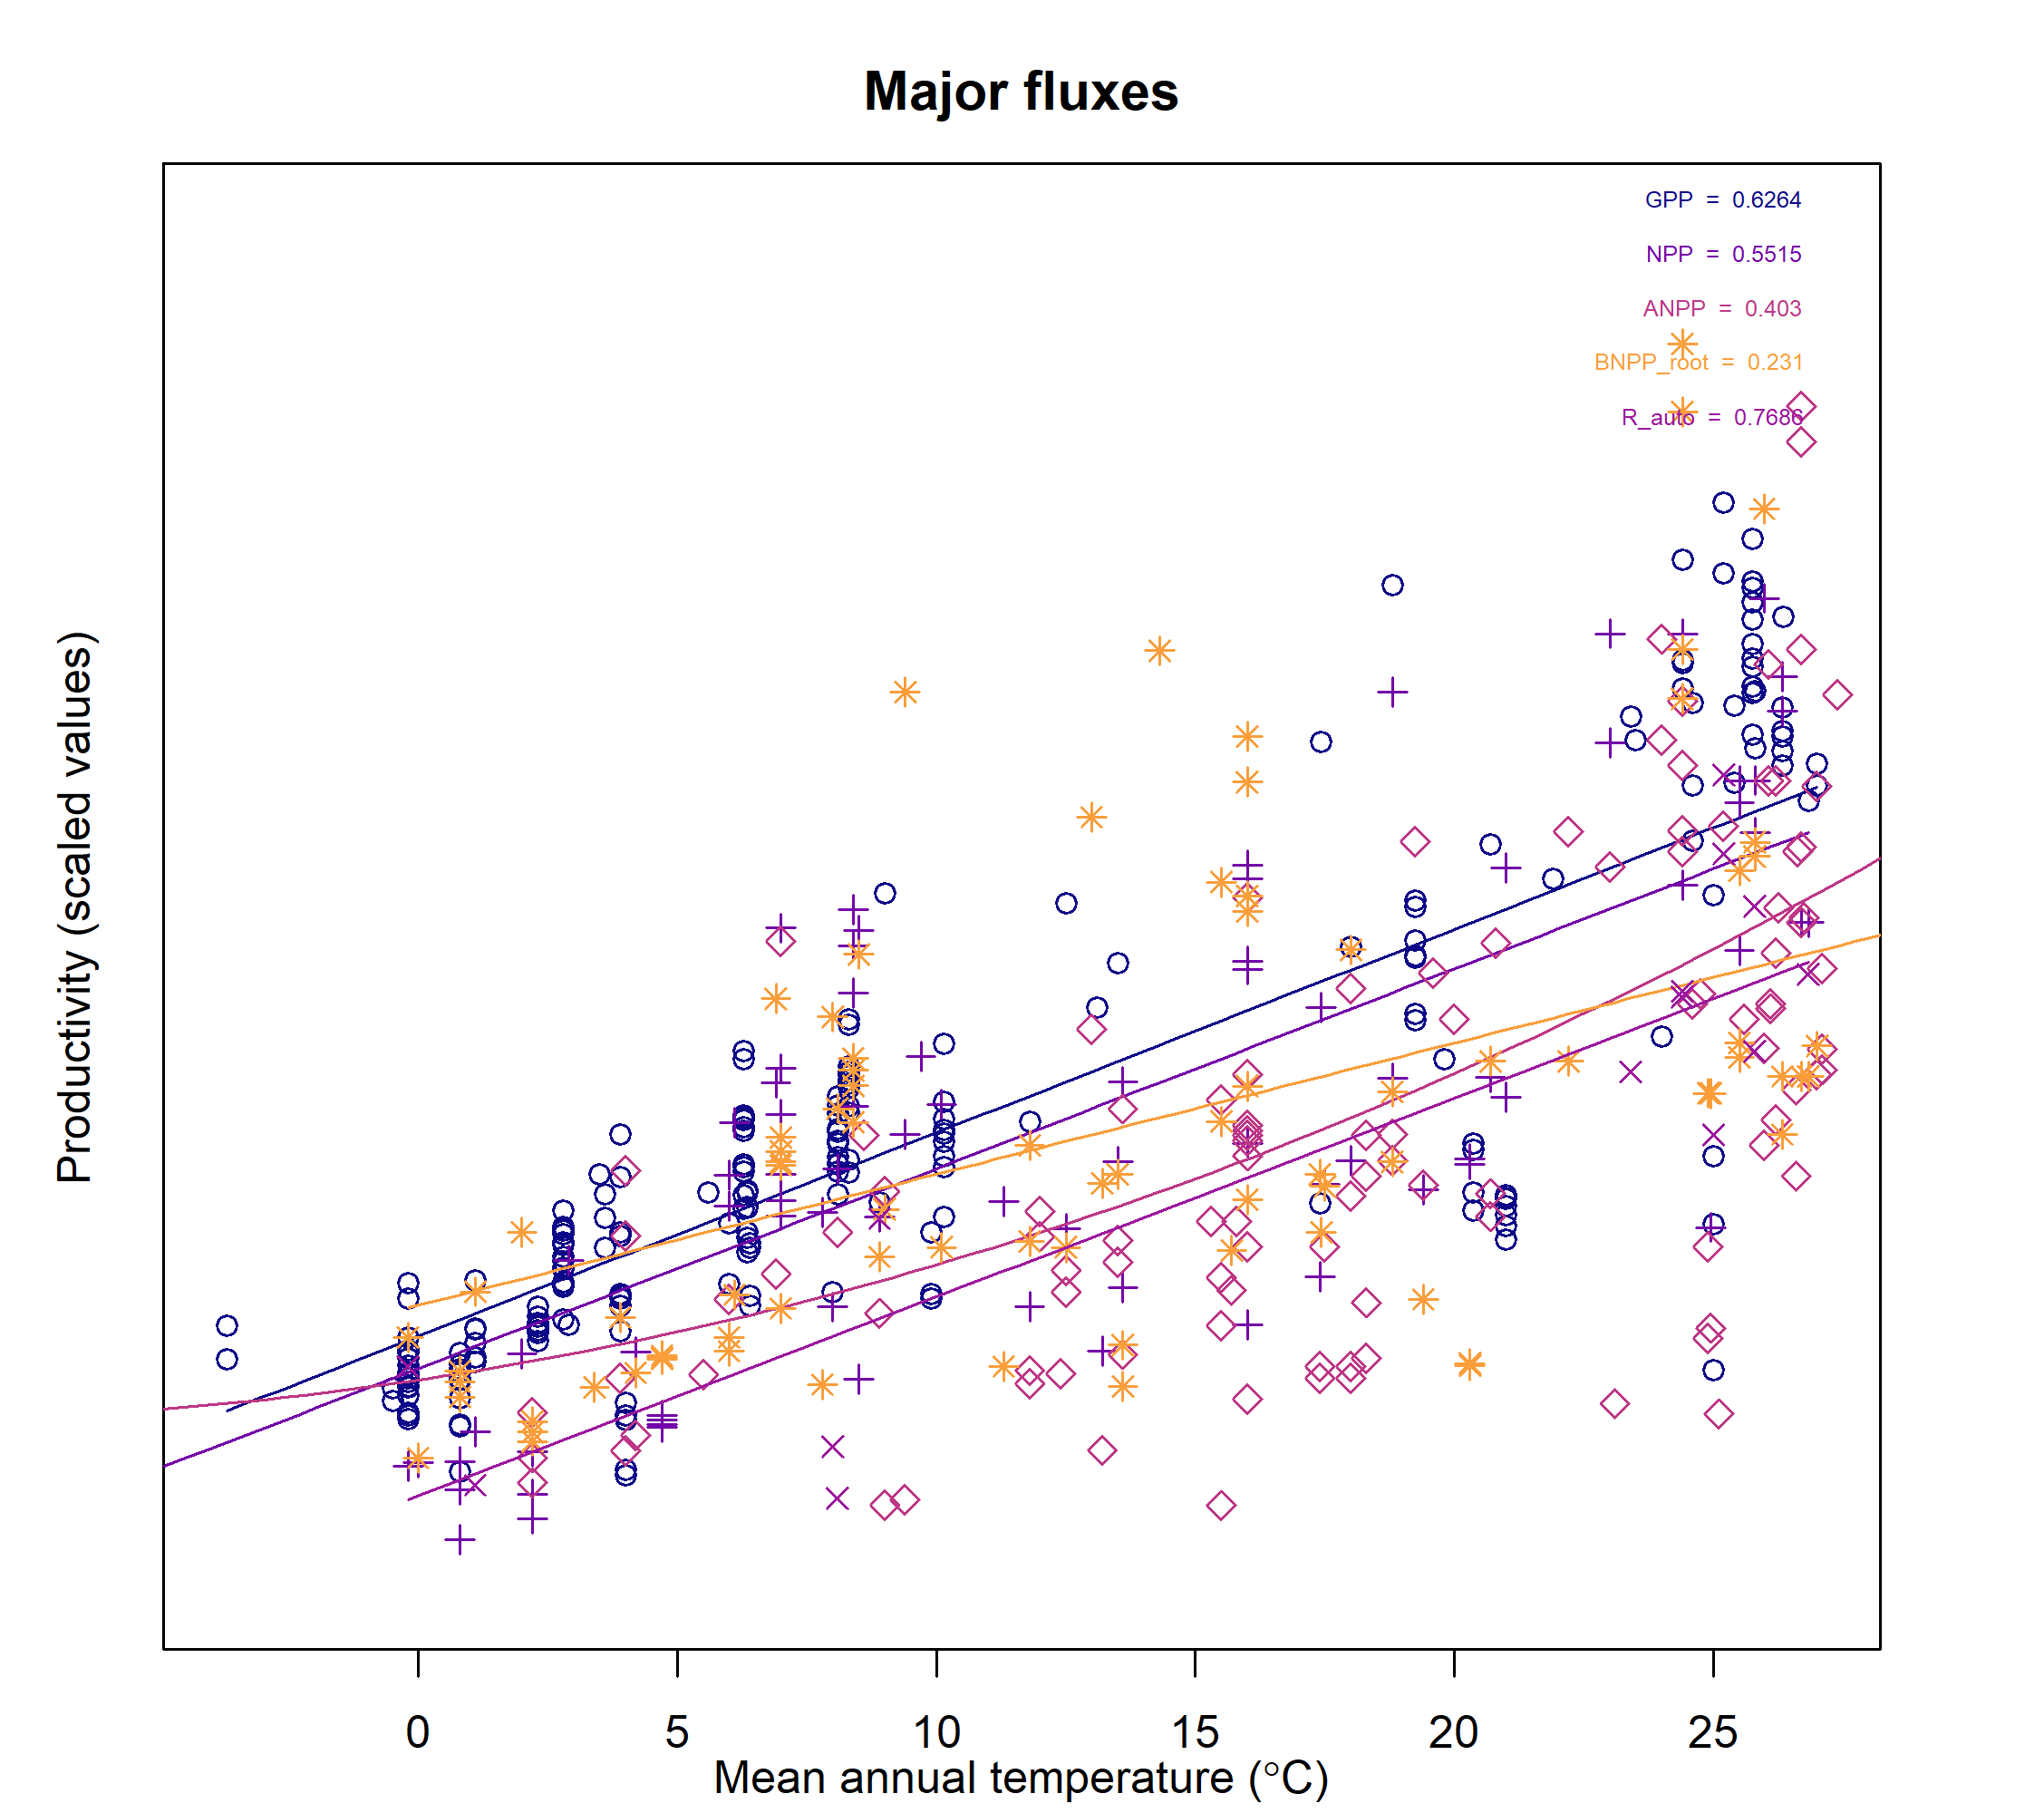 Major fluxes
GPP = 0.6264
NPP = 0.5515
ANPP = 0.403
BNPP_root = 0.231
R_auto = 0.7686
Productivity (scaled values)
0 5 10 15 20 25
Mean annual temperature (°C)